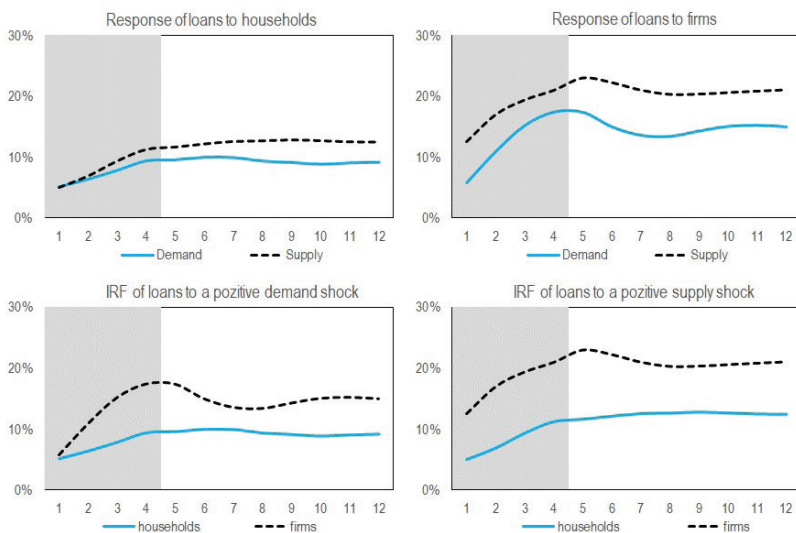 Response of loans to households
30%
20%
10%
0%
1 2 3 4 5 6 7 8 9 10 11 12
Demand Supply
Response of loans to firms
30%
20%
10%
0%
1 2 3 4 5 6 7 8 9 10 11 12
Demand Supply
IRF of loans to a pozitive demand shock
30%
20%
10%
0%
1 2 3 4 5 6 7 8 9 10 11 12
households firms
IRF of loans to a pozitive supply shock
30%
20%
10%
0%
1 2 3 4 5 6 7 8 9 10 11 12
households firms